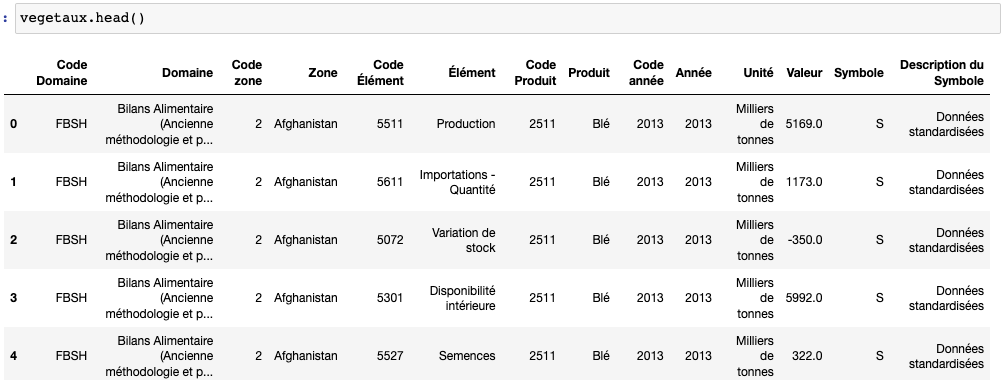 : vegetaux.head()
Code Domaine Domaine Code zone Zone Code Élément Élément Code Produit Produit Code année Année Unité Valeur Symbole Description du Symbole
0 FBSH Bilans Alimentaire (Ancienne méthodologie et p... 2 Afghanistan 5511 Production 2511 Blé 2013 2013 Milliers de tonnes 5169.0 S Données standardisées
1 FBSH Bilans Alimentaire (Ancienne méthodologie et p... 2 Afghanistan 5611 Importations - Quantité 2511 Blé 2013 2013 Milliers de tonnes 1173.0 S Données standardisées
2 FBSH Bilans Alimentaire (Ancienne méthodologie et p... 2 Afghanistan 5072 Variation de stock 2511 Blé 2013 2013 Milliers de tonnes -350.0 S Données standardisées
3 FBSH Bilans Alimentaire (Ancienne méthodologie et p... 2 Afghanistan 5301 Disponibilité intérieure 2511 Blé 2013 2013 Milliers de tonnes 5992.0 S Données standardisées
4 FBSH Bilans Alimentaire (Ancienne méthodologie et p... 2 Afghanistan 5527 Semences 2511 Blé 2013 2013 Milliers de tonnes 322.0 S Données standardisées